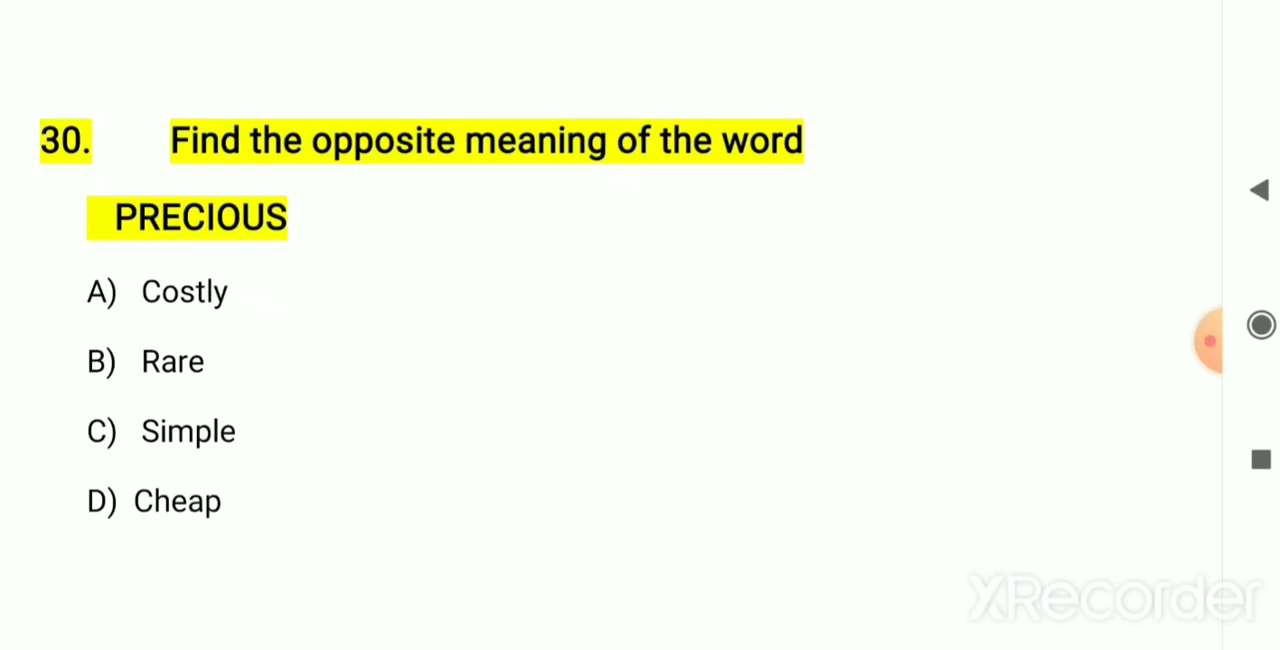 30. Find the opposite meaning of the word
PRECIOUS
A) Costly
B) Rare
C) Simple
D) Cheap
XRecorder